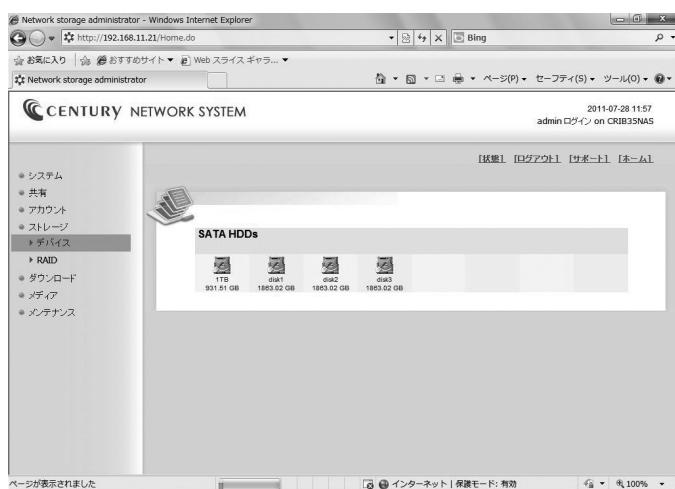 Network storage administrator - Windows Internet Explorer
http://192.168.11.21/Home.do
Bing
お気に入り
おすすめサイト
Web スライス ギャラ...
Network storage administrator
ページ(P)
セーフティ(S)
ツール(O)
CENTURY NETWORK SYSTEM
2011-07-28 11:57
admin ログイン on CRIB35NAS
[状態] [ログアウト] [サポート] [ホーム]
システム
共有
アカウント
ストレージ
デバイス
RAID
ダウンロード
メディア
メンテナンス
SATA HDDs
1TB
931.51 GB
disk1
1863.02 GB
disk2
1863.02 GB
disk3
1863.02 GB
ページが表示されました
インターネット | 保護モード: 有効
100%